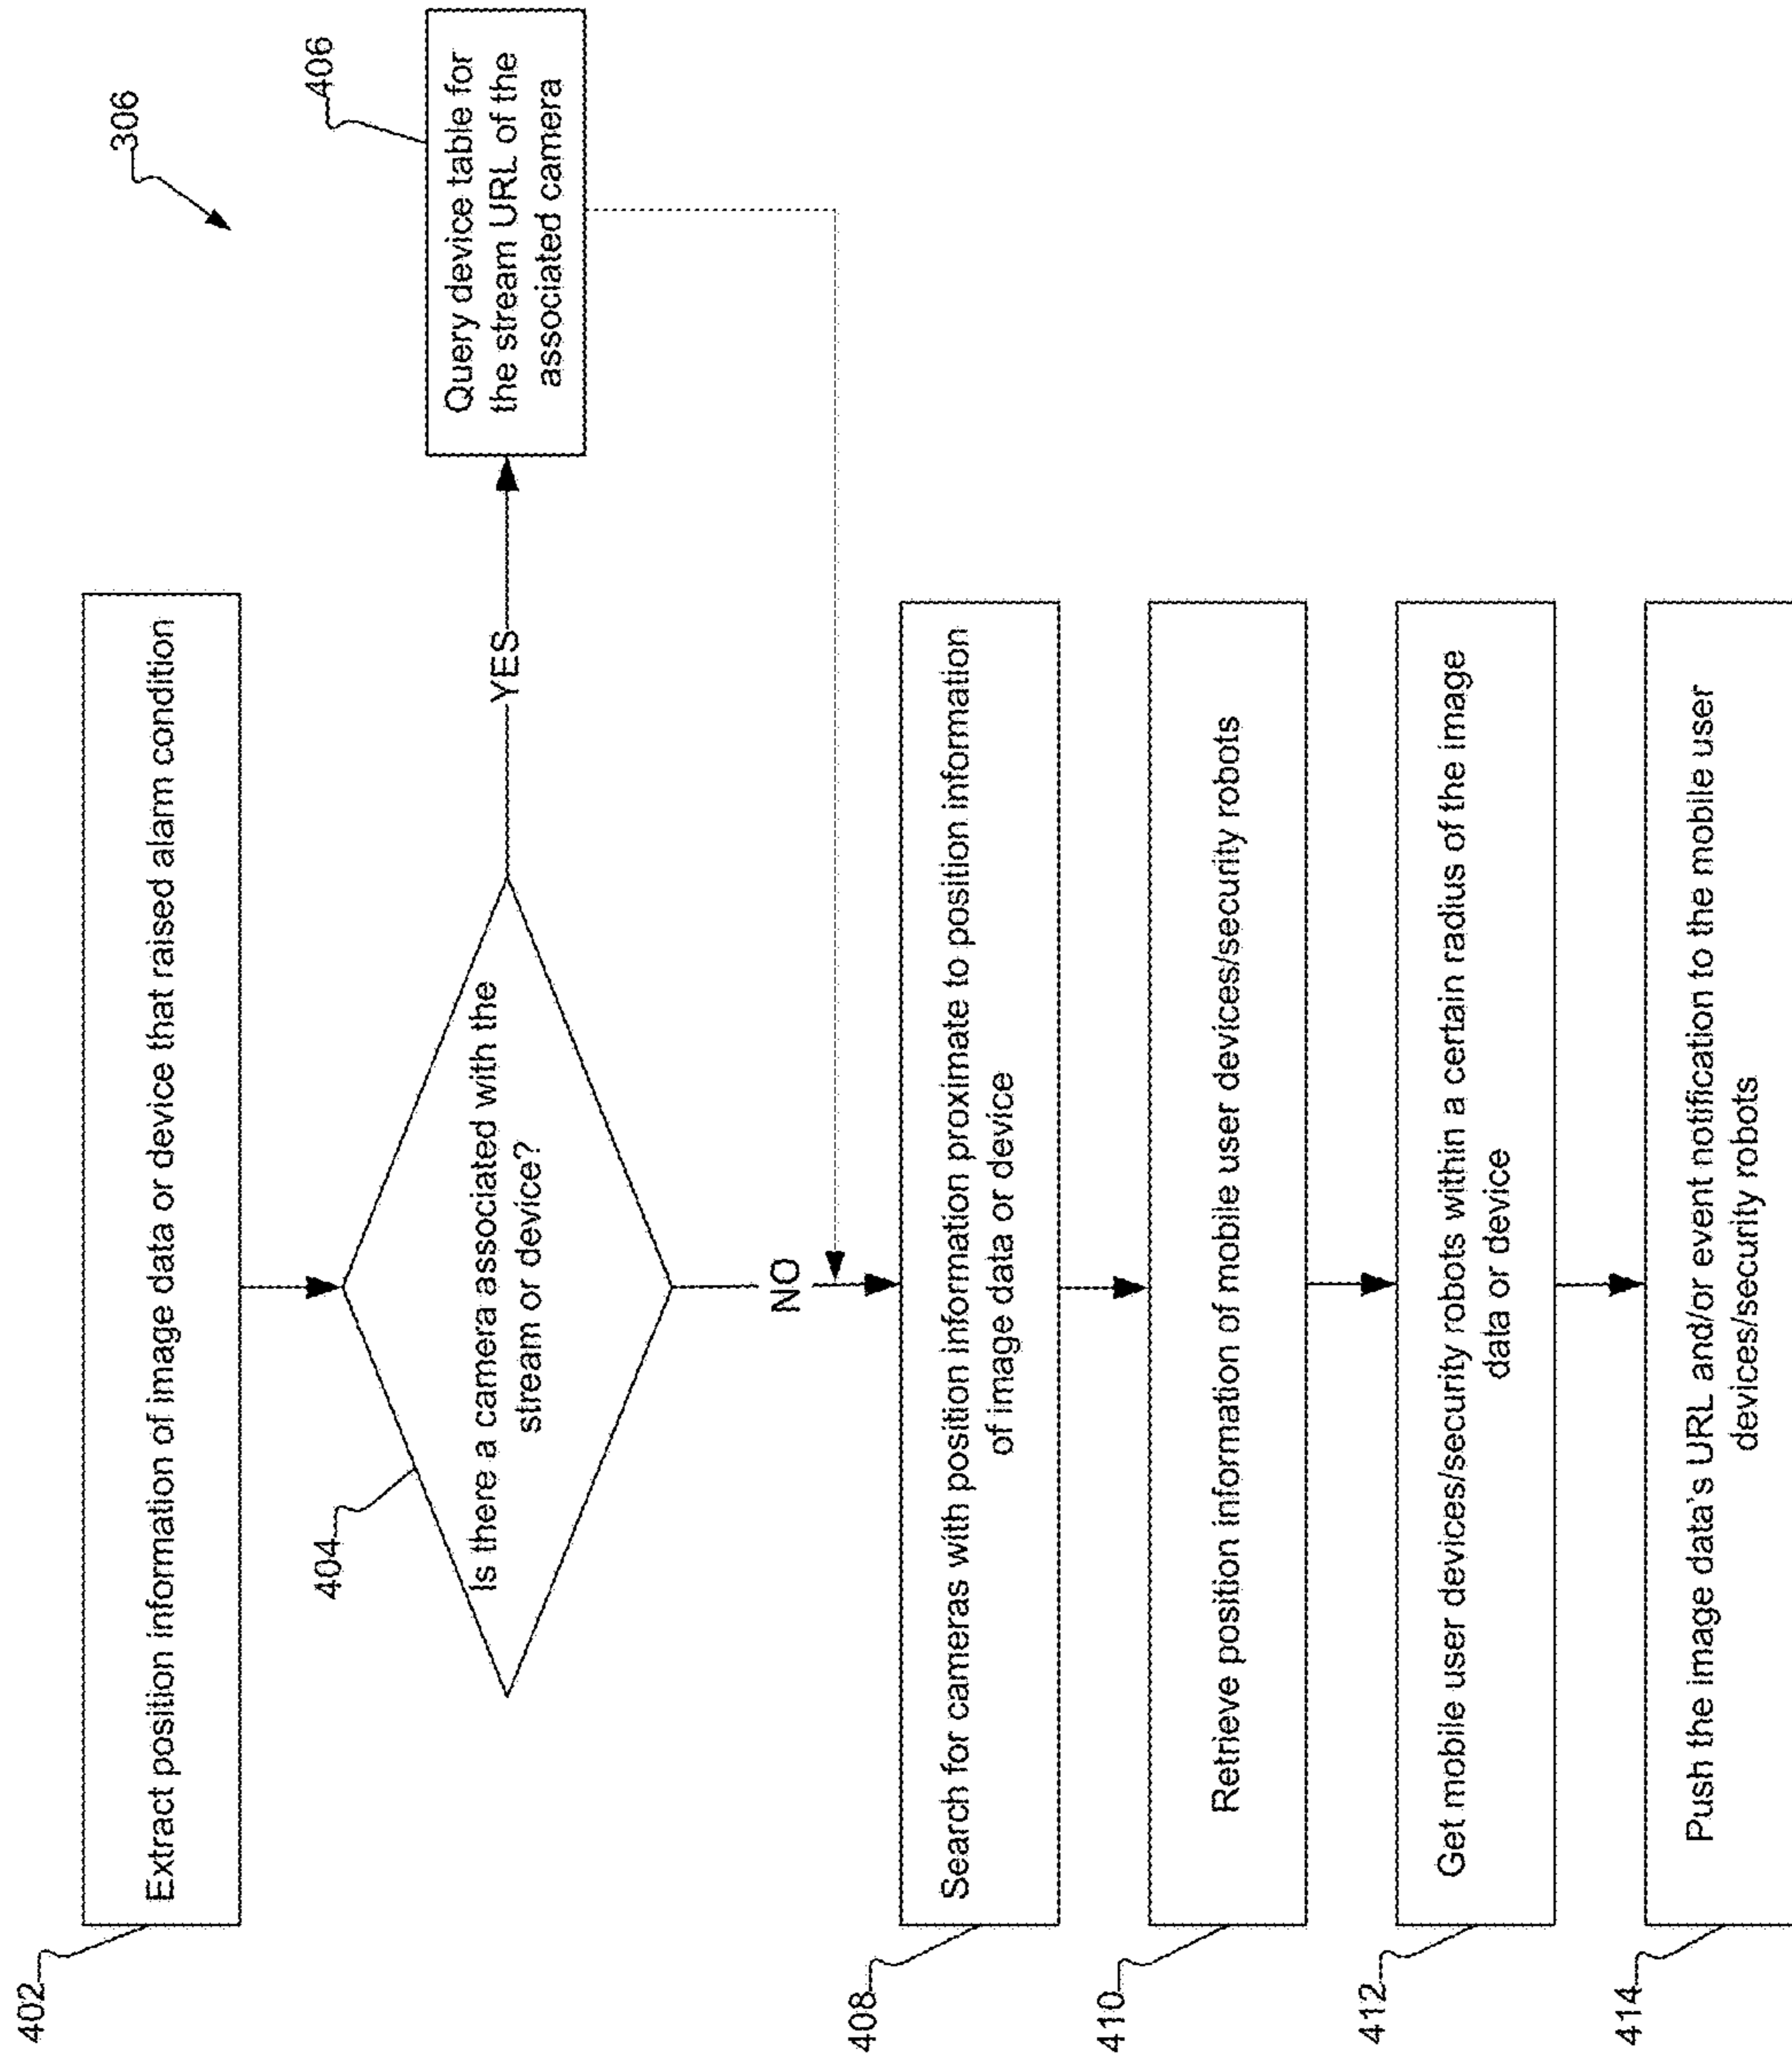 306
402
Extract position information of image data or device that raised alarm condition
404
Is there a camera associated with the
stream or device?
YES
406
Query device table for
the stream URL of the
associated camera
NO
408
Search for cameras with position information proximate to position information
of image data or device
410
Retrieve position information of mobile user devices/security robots
412
Get mobile user devices/security robots within a certain radius of the image
data or device
414
Push the image data's URL and/or event notification to the mobile user
devices/security robots